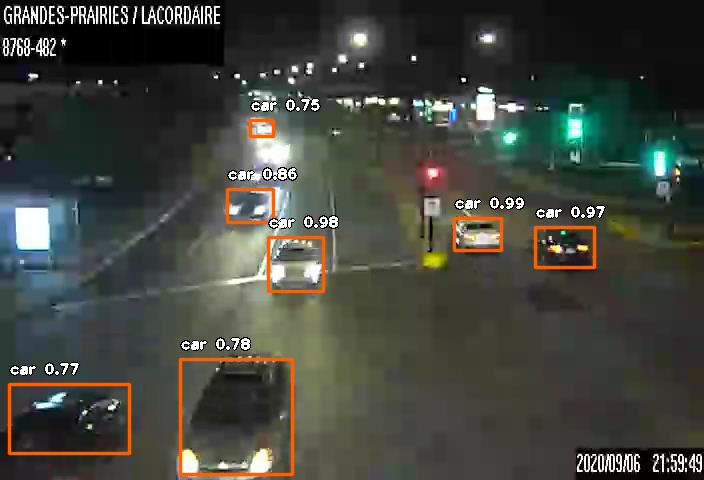 GRANDES-PRAIRIES / LACORDAIRE
8768-482 *
car 0.75
car 0.86
car 0.99
car 0.97
car 0.98
car 0.78
car 0.77
2020/09/06 21:59:49